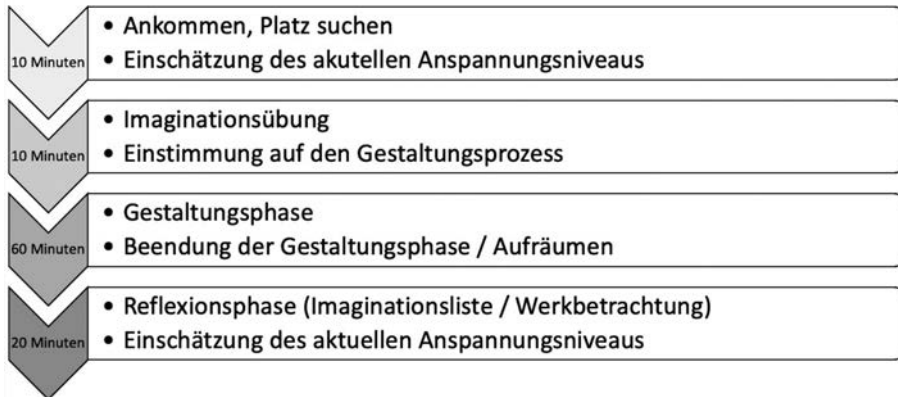 10 Minuten
• Ankommen, Platz suchen
• Einschätzung des akutellen Anspannungsniveaus
10 Minuten
• Imaginationsübung
• Einstimmung auf den Gestaltungsprozess
60 Minuten
• Gestaltungsphase
• Beendung der Gestaltungsphase / Aufräumen
20 Minuten
• Reflexionsphase (Imaginationsliste / Werkbetrachtung)
• Einschätzung des aktuellen Anspannungsniveaus